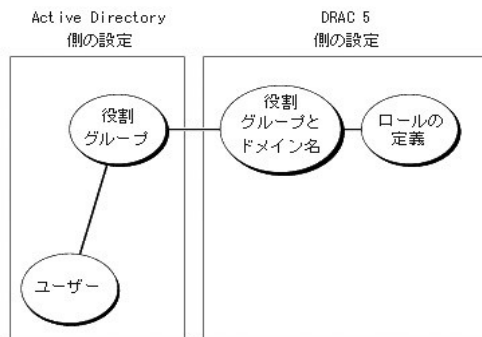 Active Directory
側の設定
DRAC 5
側の設定
役割
グループ
役割
グループと
ドメイン名
ロールの
定義
ユーザー